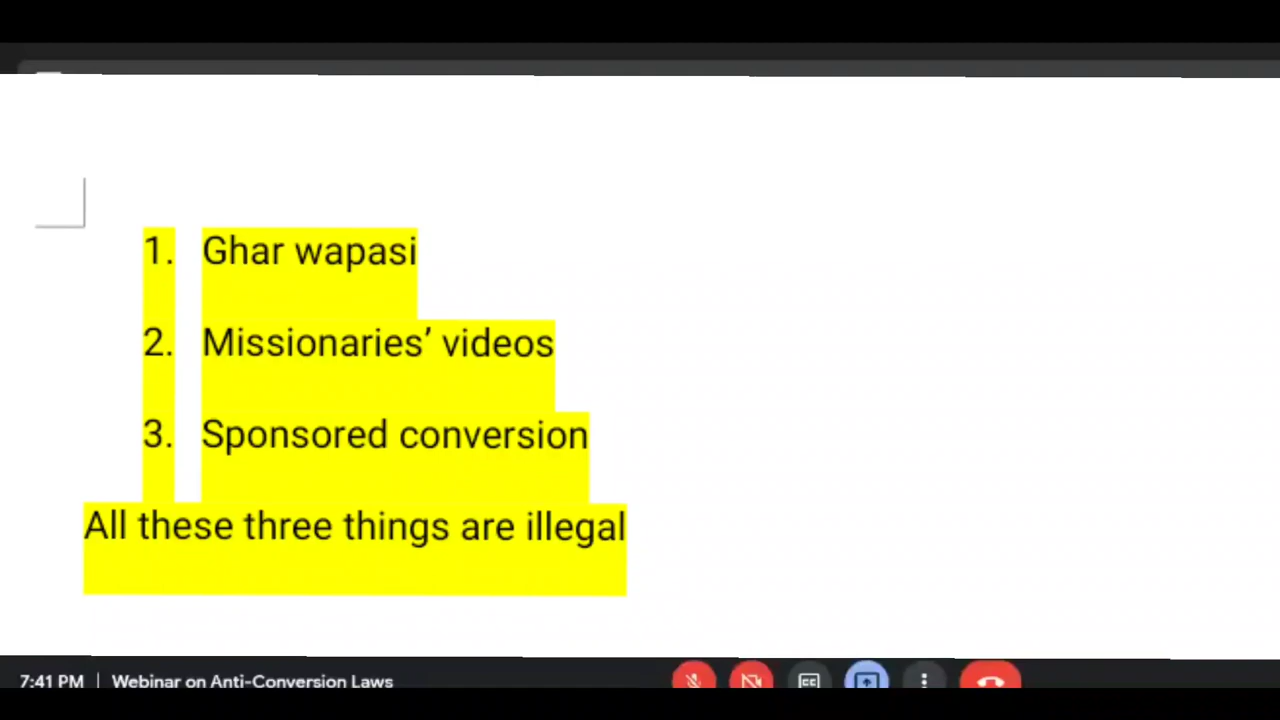 1. Ghar wapasi
2. Missionaries’ videos
3. Sponsored conversion
All these three things are illegal
7:41 PM | Webinar on Anti-Conversion Laws